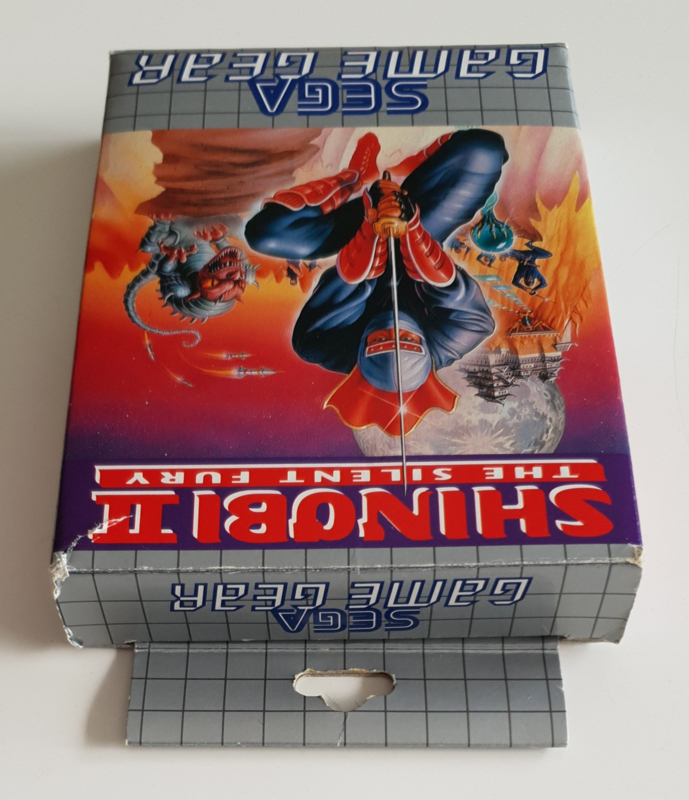 SEGA
GAME GEAR
SHINOBI II
THE SILENT FURY
SEGA
GAME GEAR